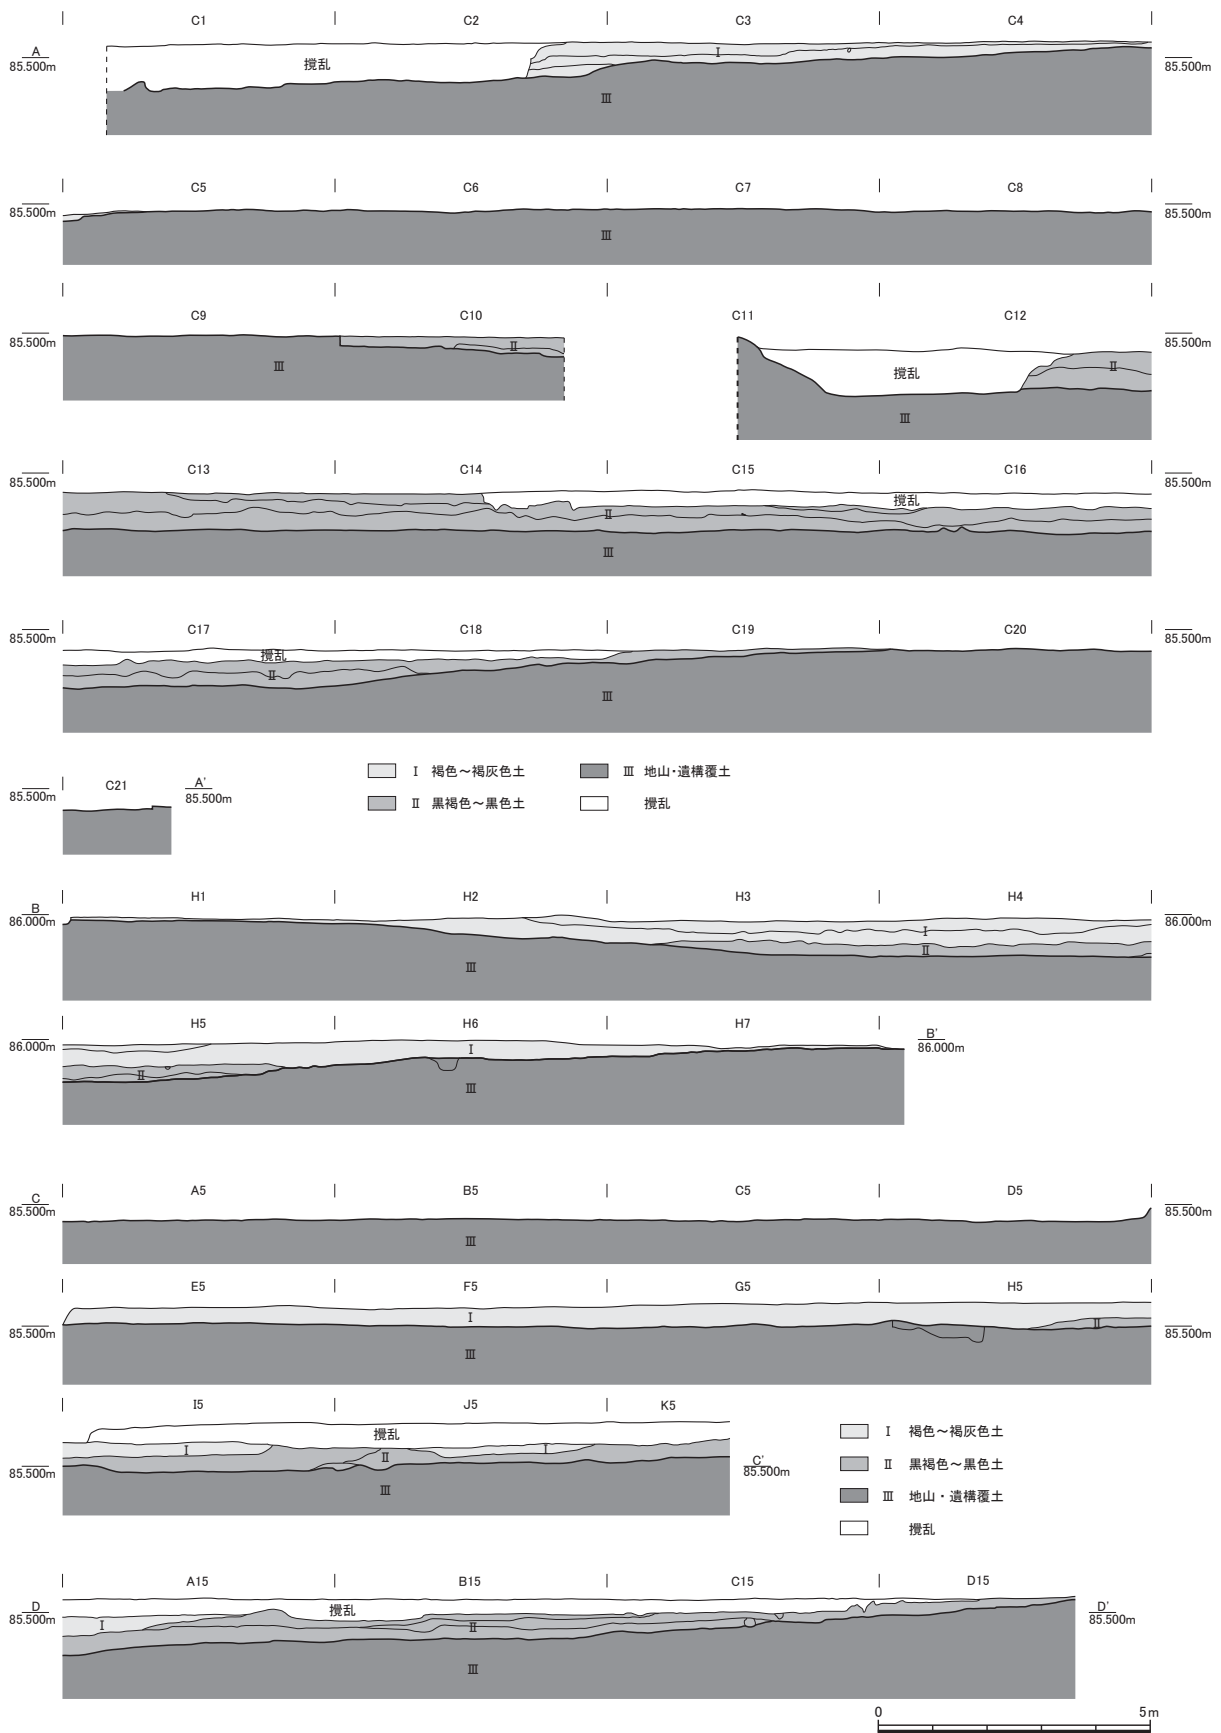 C1 C2 C3 C4
A
85.500m 85.500m
攪乱
Ⅰ
Ⅲ
C5 C6 C7 C8
85.500m 85.500m
Ⅲ
C9 C10 C11 C12
85.500m 85.500m
Ⅱ
Ⅱ
Ⅲ
攪乱
Ⅲ
C13 C14 C15 C16
85.500m 85.500m
攪乱
Ⅱ
Ⅲ
C17 C18 C19 C20
85.500m 85.500m
攪乱
Ⅱ
Ⅲ
C21
A'
85.500m 85.500m
Ⅰ 褐色～褐灰色土
Ⅱ 黒褐色～黒色土
Ⅲ 地山・遺構覆土
攪乱
H1 H2 H3 H4
B
86.000m 86.000m
Ⅰ
Ⅱ
Ⅲ
H5 H6 H7
B'
86.000m 86.000m
Ⅰ
Ⅱ
Ⅲ
A5 B5 C5 D5
C
85.500m 85.500m
Ⅲ
E5 F5 G5 H5
Ⅰ
Ⅱ
85.500m 85.500m
Ⅲ
I5 J5 K5
攪乱
Ⅰ Ⅰ
Ⅱ
C'
85.500m 85.500m
Ⅲ
Ⅰ 褐色～褐灰色土
Ⅱ 黒褐色～黒色土
Ⅲ 地山・遺構覆土
攪乱
A15 B15 C15 D15
D D'
85.500m 85.500m
攪乱
Ⅰ
Ⅱ
Ⅲ
0 5m